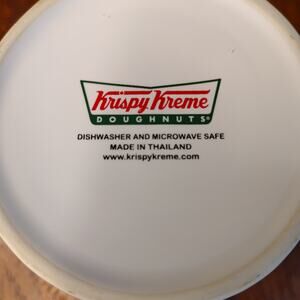 Krispy Kreme
DOUGHNUTS®
DISHWASHER AND MICROWAVE SAFE
MADE IN THAILAND
www.krispykreme.com